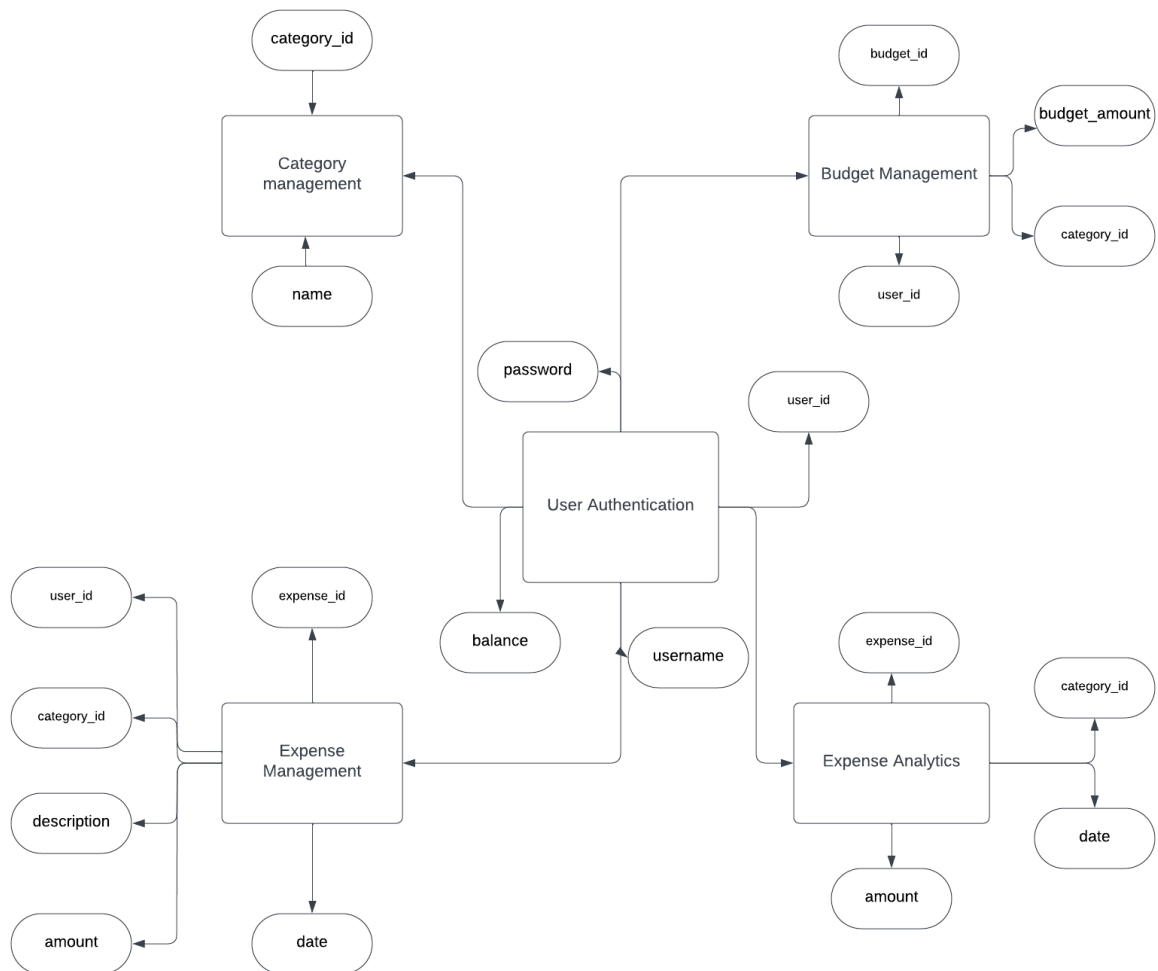 category_id
Category
management
name
budget_id
budget_amount
Budget Management
category_id
user_id
password
user_id
User Authentication
balance
username
user_id
expense_id
category_id
Expense
Management
description
amount
date
expense_id
category_id
Expense Analytics
date
amount